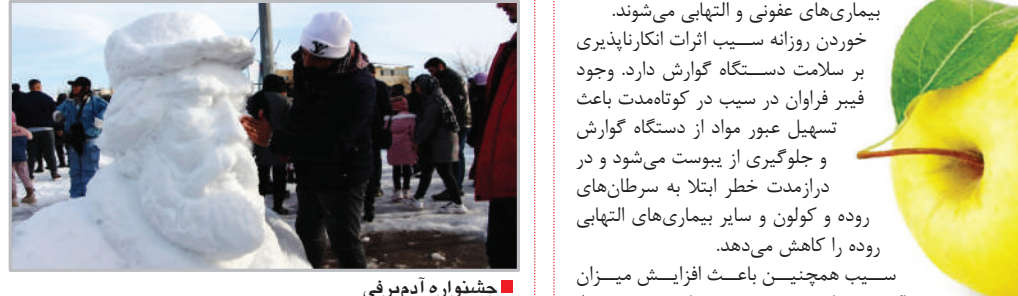 بیماری‌های عفونی و التهابی می‌شوند.
خوردن روزانه سیب اثرات انکارناپذیری
بر سلامت دستگاه گوارش دارد. وجود
فیبر فراوان در سیب در کوتاه‌مدت باعث
تسهیل عبور مواد از دستگاه گوارش
و جلوگیری از یبوست می‌شود و در
درازمدت خطر ابتلا به سرطان‌های
روده و کولون و سایر بیماری‌های التهابی
روده را کاهش می‌دهد.
سیب همچنین باعث افزایش میزان
جشنواره آدم‌برفی